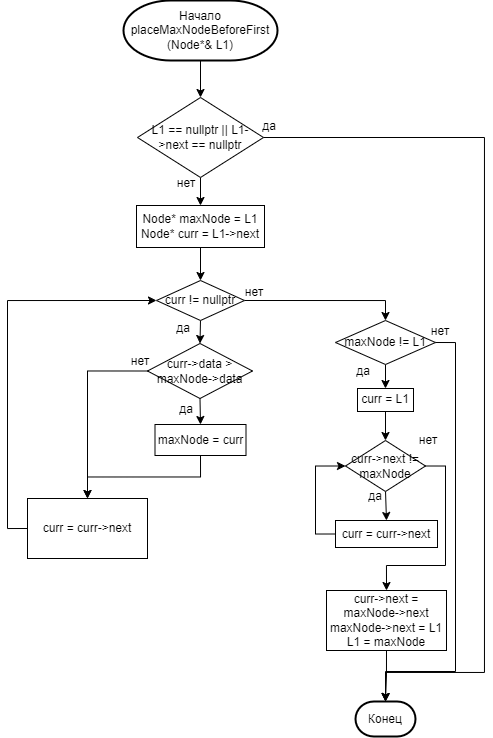 Начало
placeMaxNodeBeforeFirst
(Node*& L1)
L1 == nullptr || L1-
>next == nullptr
да
нет
Node* maxNode = L1
Node* curr = L1->next
curr != nullptr
нет
да
maxNode != L1
нет
нет
curr->data >
maxNode->data
да
да
curr = L1
maxNode = curr
нет
curr->next !=
maxNode
да
curr = curr->next
curr = curr->next
curr->next =
maxNode->next
maxNode->next = L1
L1 = maxNode
Конец